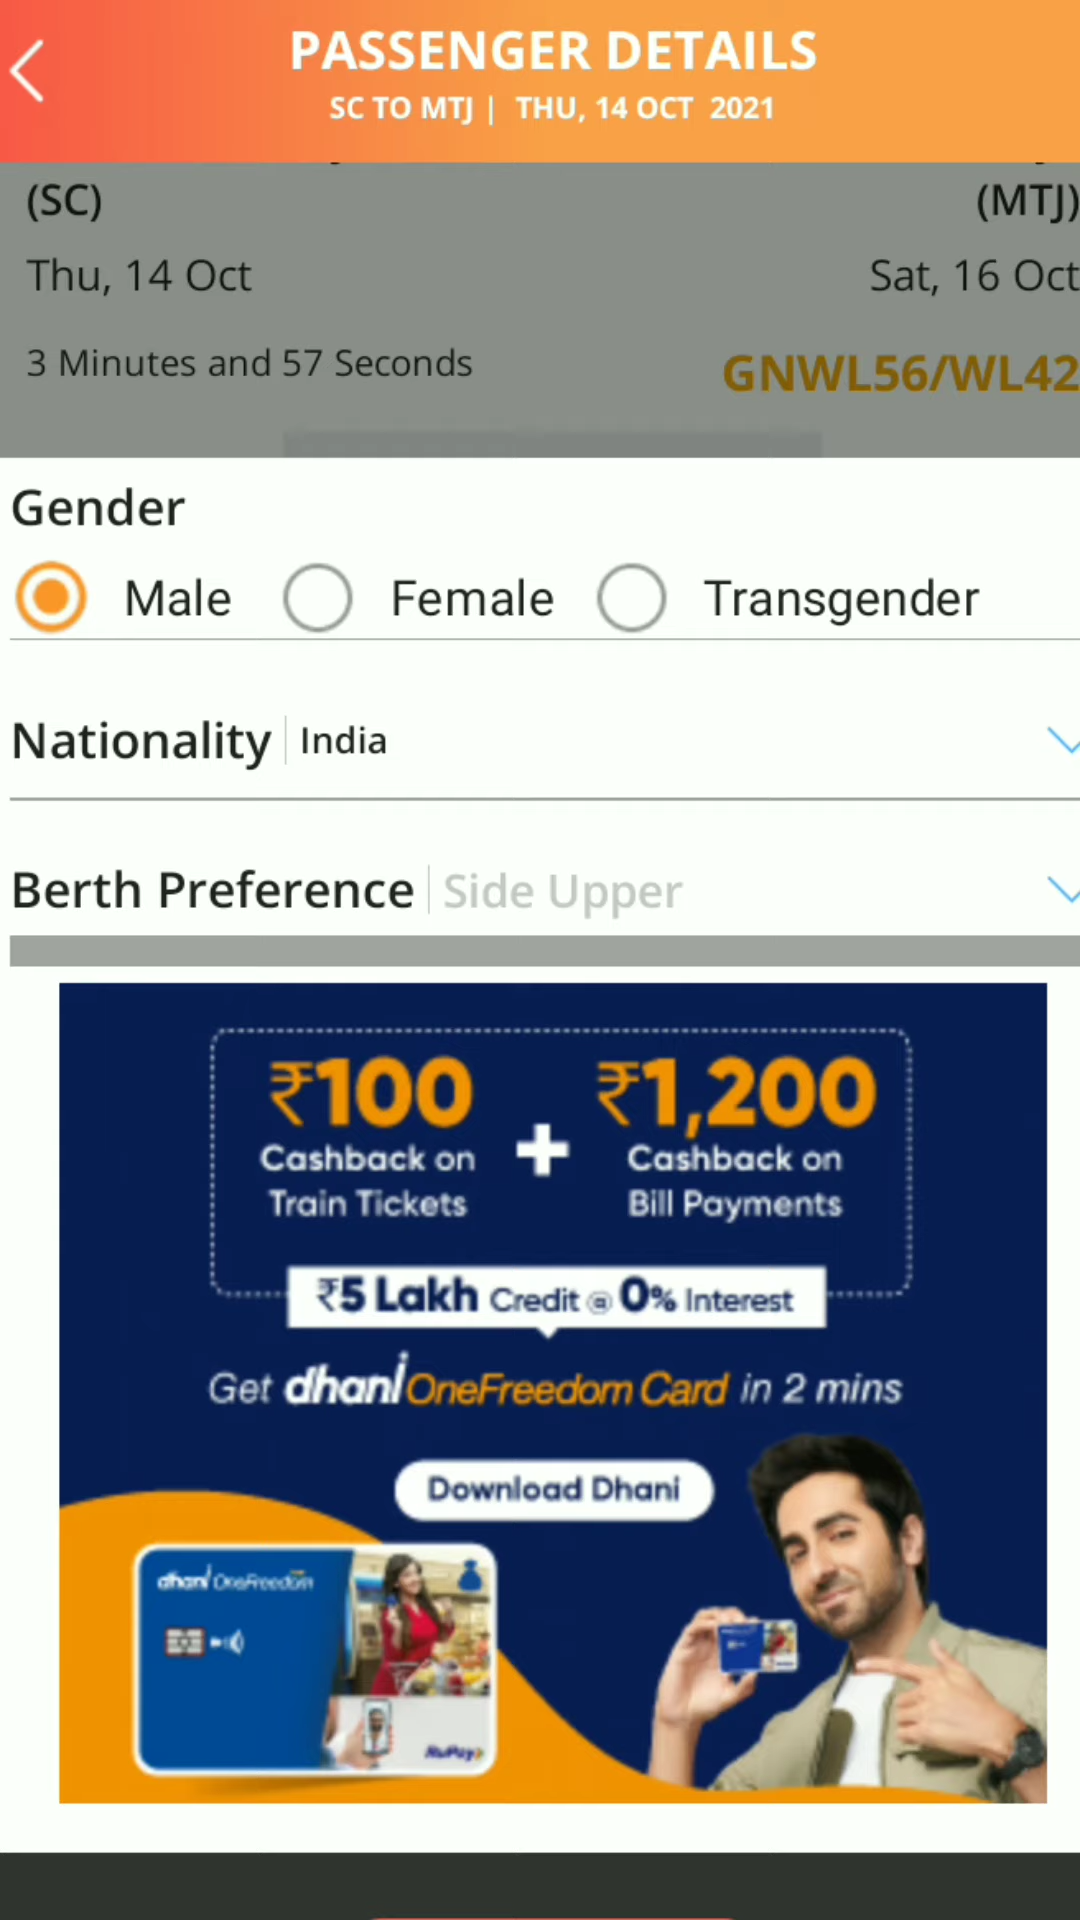 PASSENGER DETAILS
SC TO MTJ | THU, 14 OCT 2021
(SC) (MTJ)
Thu, 14 Oct Sat, 16 Oct
3 Minutes and 57 Seconds GNWL56/WL42
Gender
Male Female Transgender
Nationality India
Berth Preference Side Upper
₹100 + ₹1,200
Cashback on Cashback on
Train Tickets Bill Payments
₹5 Lakh Credit @ 0% Interest
Get dhani OneFreedom Card in 2 mins
Download Dhani
dhani OneFreedom
RuPay